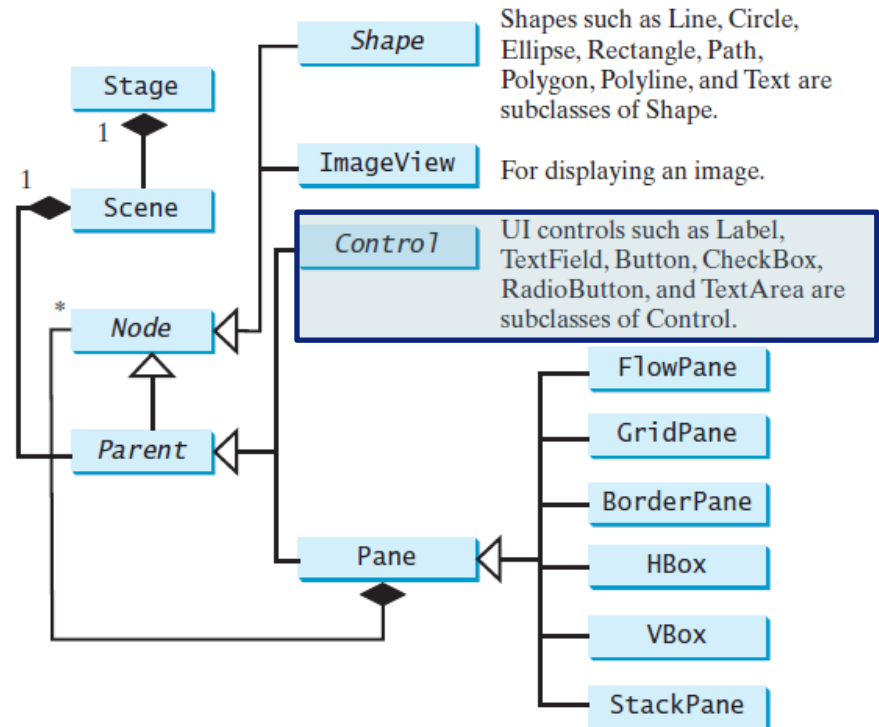 Shape
Shapes such as Line, Circle,
Ellipse, Rectangle, Path,
Polygon, Polyline, and Text are
subclasses of Shape.
Stage
1
ImageView
For displaying an image.
1
Scene
Control
UI controls such as Label,
TextField, Button, CheckBox,
RadioButton, and TextArea are
subclasses of Control.
*
Node
FlowPane
GridPane
Parent
BorderPane
Pane
HBox
VBox
StackPane